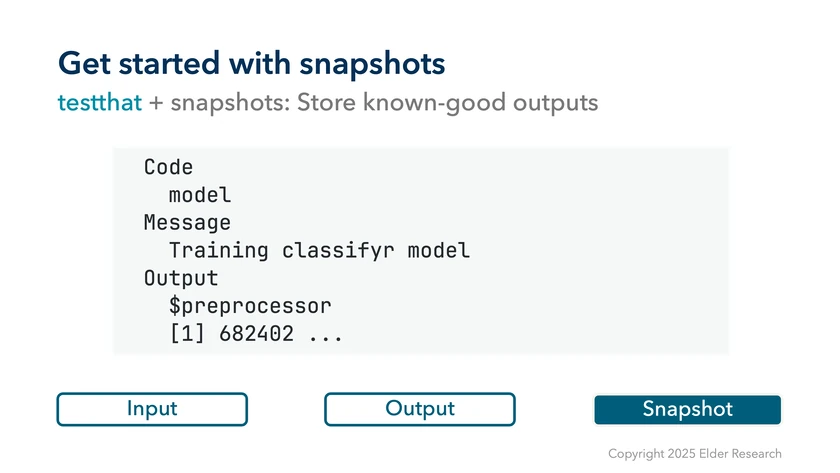 Get started with snapshots
testthat + snapshots: Store known-good outputs
Code
model
Message
Training classifyr model
Output
$preprocessor
[1] 682402 ...
Input
Output
Snapshot
Copyright 2025 Elder Research